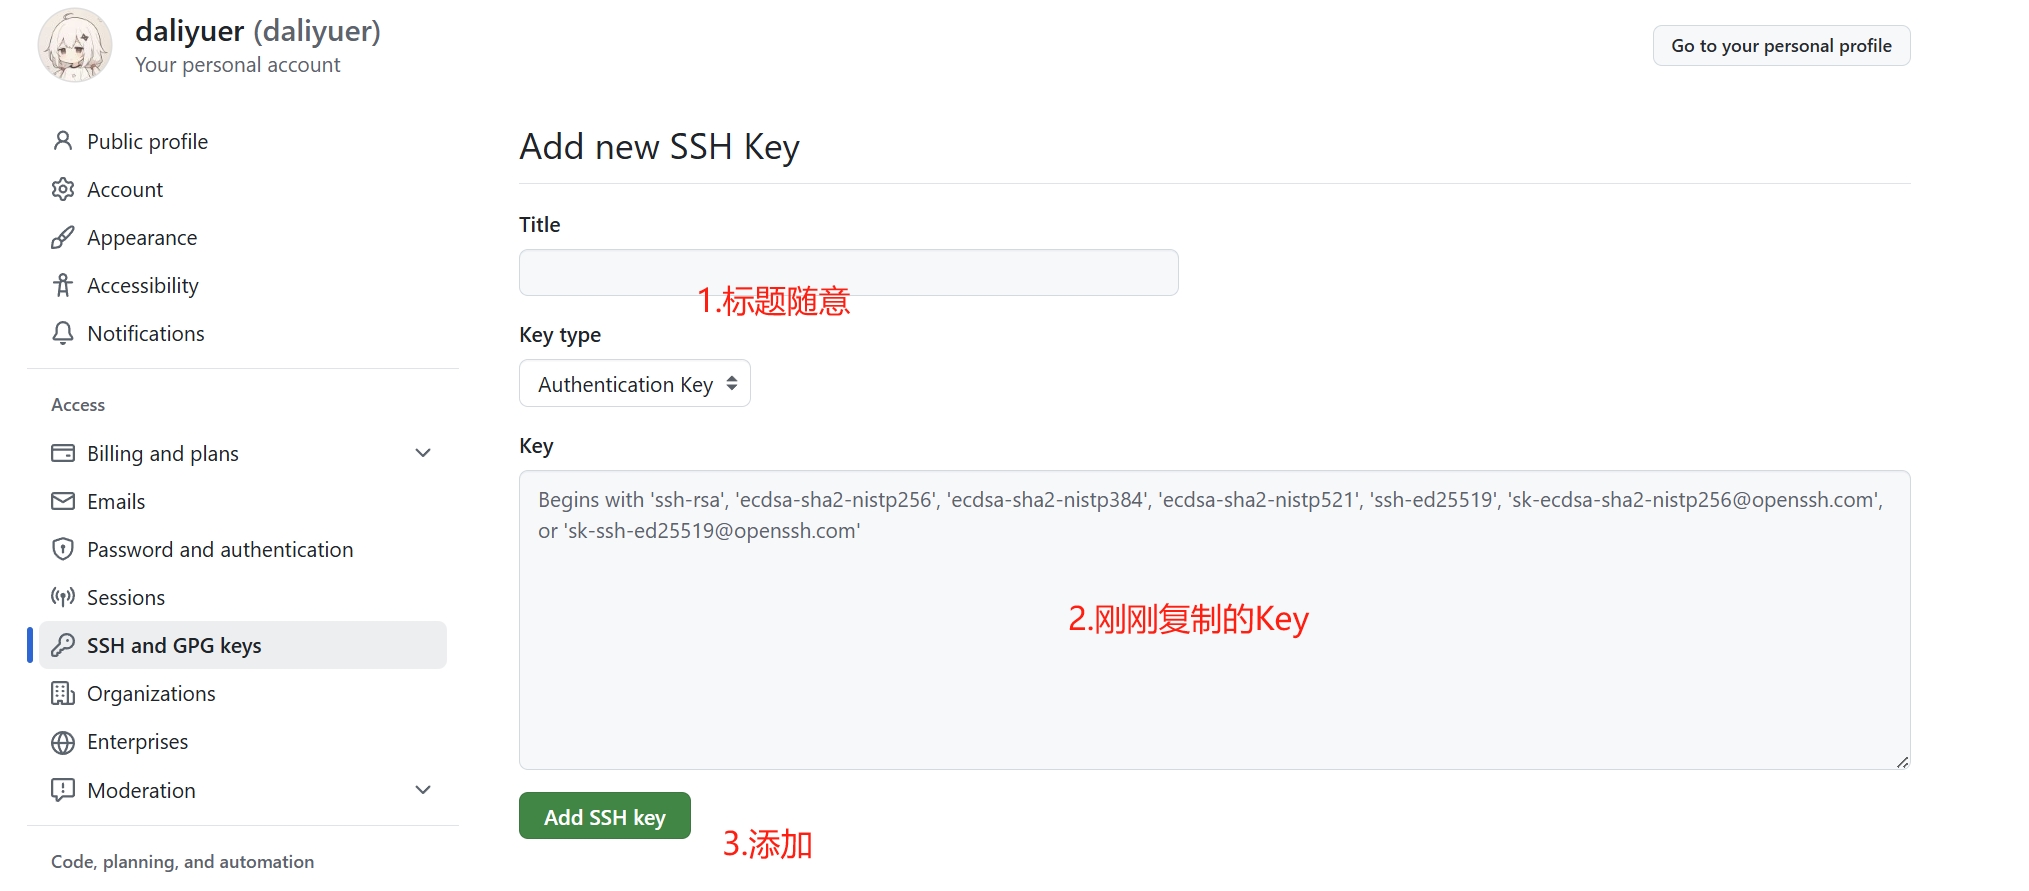 daliyuer (daliyuer)
Your personal account
Go to your personal profile
Public profile
Account
Appearance
Accessibility
Notifications
Access
Billing and plans
Emails
Password and authentication
Sessions
SSH and GPG keys
Organizations
Enterprises
Moderation
Code, planning, and automation
Add new SSH Key
Title
1.标题随意
Key type
Authentication Key
Key
Begins with 'ssh-rsa', 'ecdsa-sha2-nistp256', 'ecdsa-sha2-nistp384', 'ecdsa-sha2-nistp521', 'ssh-ed25519', 'sk-ecdsa-sha2-nistp256@openssh.com',
or 'sk-ssh-ed25519@openssh.com'
2.刚刚复制的Key
Add SSH key
3.添加